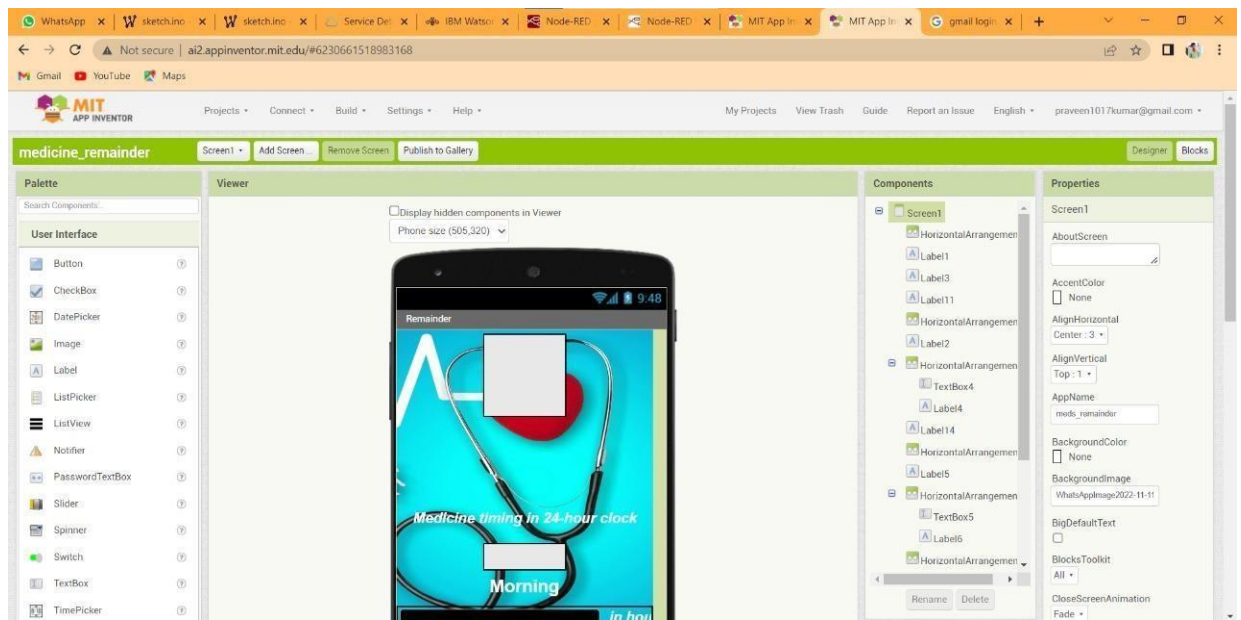 WhatsApp
sketch.ino
sketch.ino
Service Det
IBM Watson
Node-RED
Node-RED
MIT App In
MIT App In
gmail login
Not secure | ai2.appinventor.mit.edu/#6230661518983168
Gmail YouTube Maps
MIT
APP INVENTOR
Projects Connect Build Settings Help
My Projects View Trash Guide Report an Issue English praveen1017kumar@gmail.com
medicine_remainder
Screen1 Add Screen... Remove Screen Publish to Gallery
Designer Blocks
Palette
Search Components...
User Interface
Button
CheckBox
DatePicker
Image
Label
ListPicker
ListView
Notifier
PasswordTextBox
Slider
Spinner
Switch
TextBox
TimePicker
Viewer
Display hidden components in Viewer
Phone size (505,320)
9:48
Remainder
Medicine timing in 24-hour clock
Morning
in hou
Components
Screen1
HorizontalArrangemen
Label1
Label3
Label11
HorizontalArrangemen
Label2
HorizontalArrangemen
TextBox4
Label4
Label14
HorizontalArrangemen
Label5
HorizontalArrangemen
TextBox5
Label6
HorizontalArrangemen
Rename Delete
Properties
Screen1
AboutScreen
AccentColor
None
AlignHorizontal
Center : 3
AlignVertical
Top : 1
AppName
meds_remainder
BackgroundColor
None
BackgroundImage
WhatsAppImage2022-11-11
BigDefaultText
BlocksToolkit
All
CloseScreenAnimation
Fade